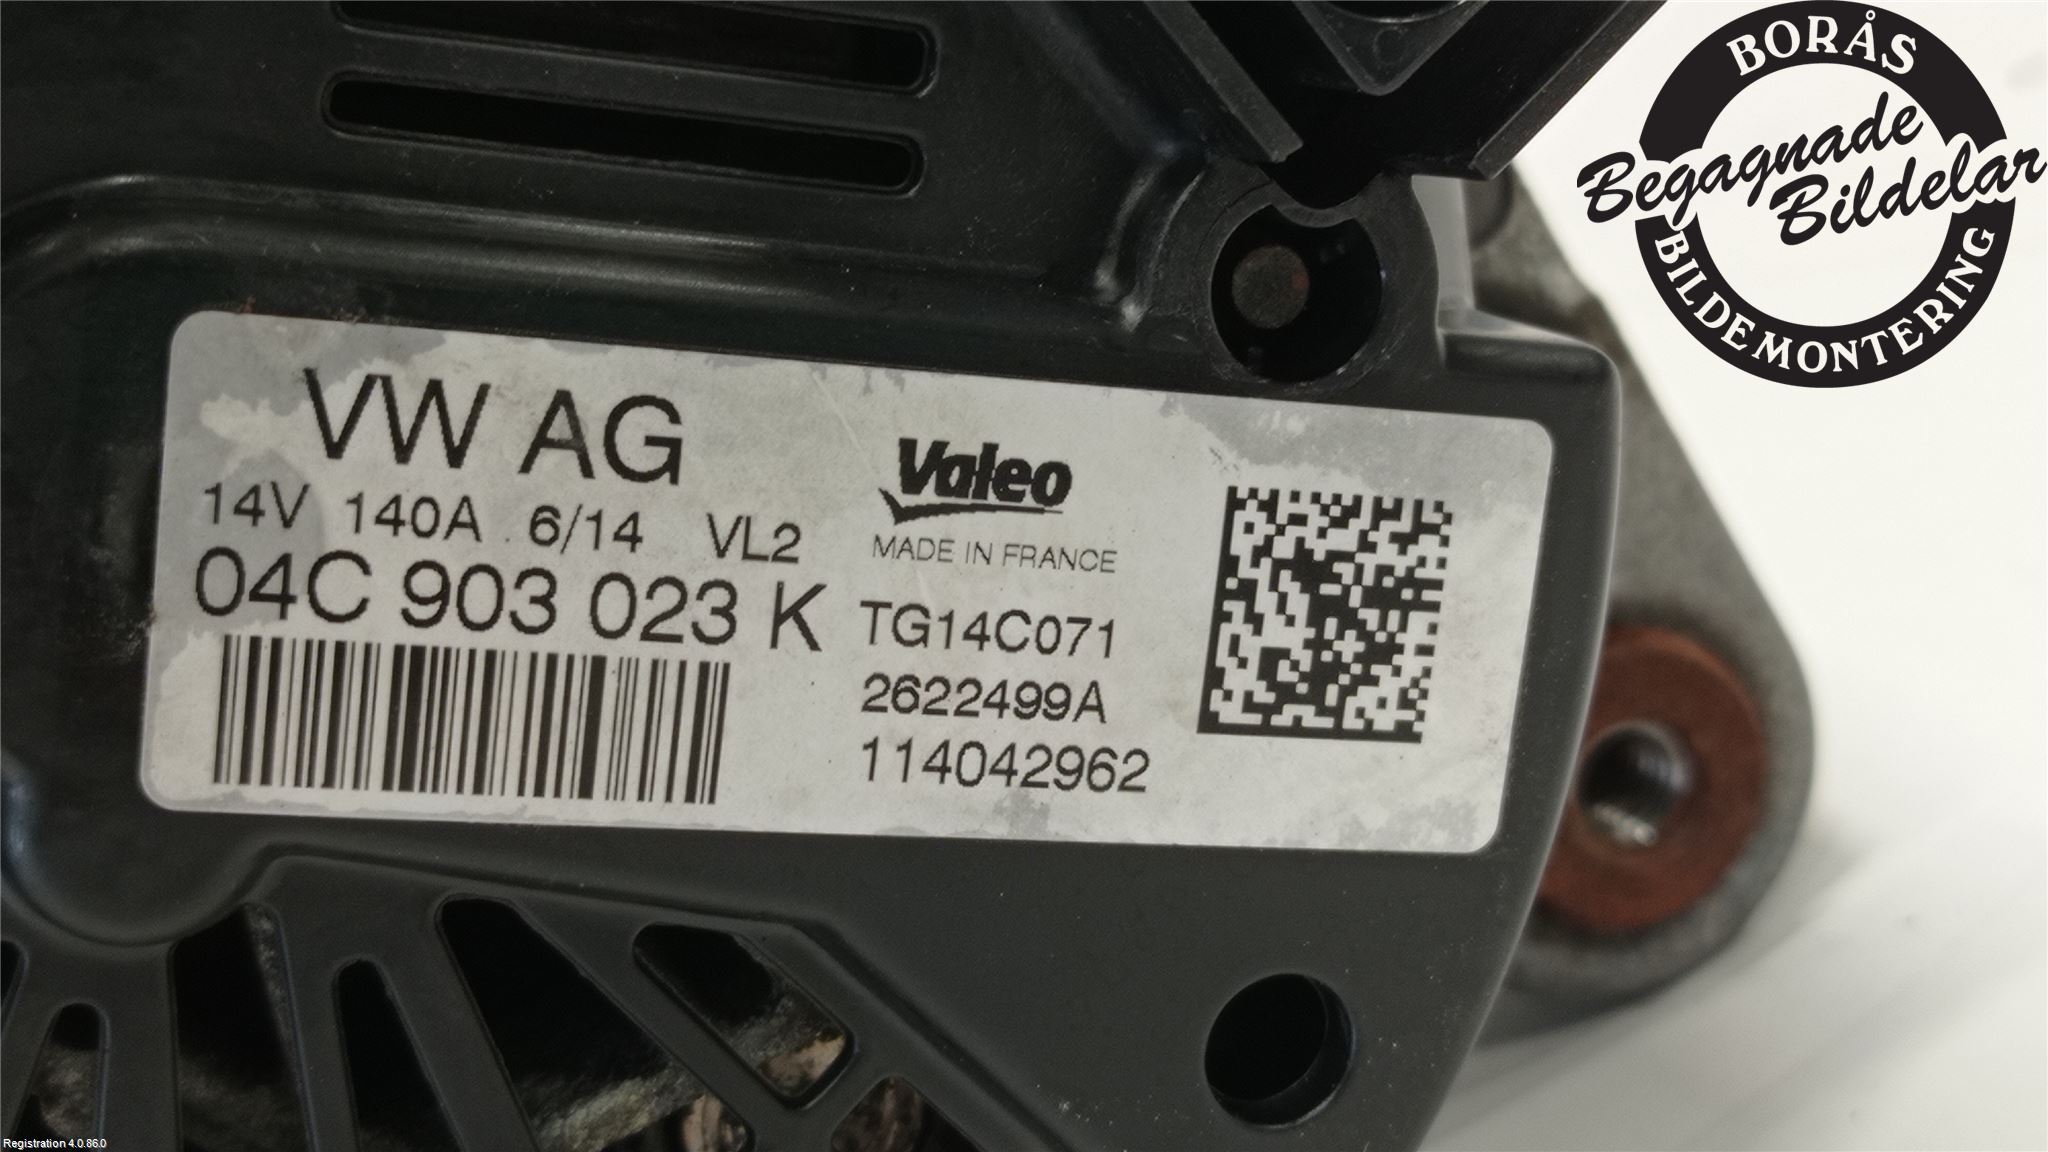 BORÅS
Begagnade
Bildelar
BILDEMONTERING
VW AG
14V 140A 6/14 VL2
04C 903 023 K
Valeo
MADE IN FRANCE
TG14C071
2622499A
114042962
Registration 4.0.86.0